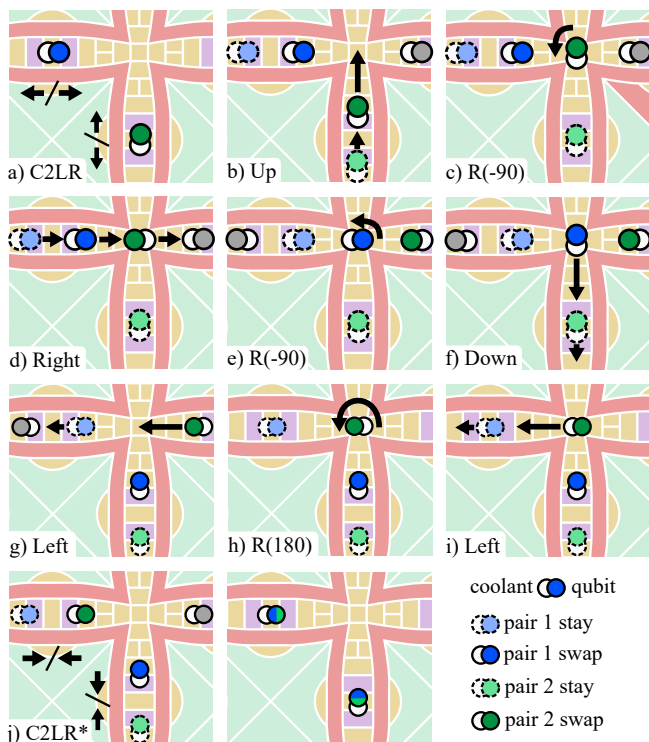 a) C2LR
b) Up
c) R(-90)
d) Right
e) R(-90)
f) Down
g) Left
h) R(180)
i) Left
coolant qubit
pair 1 stay
pair 1 swap
pair 2 stay
pair 2 swap
j) C2LR*